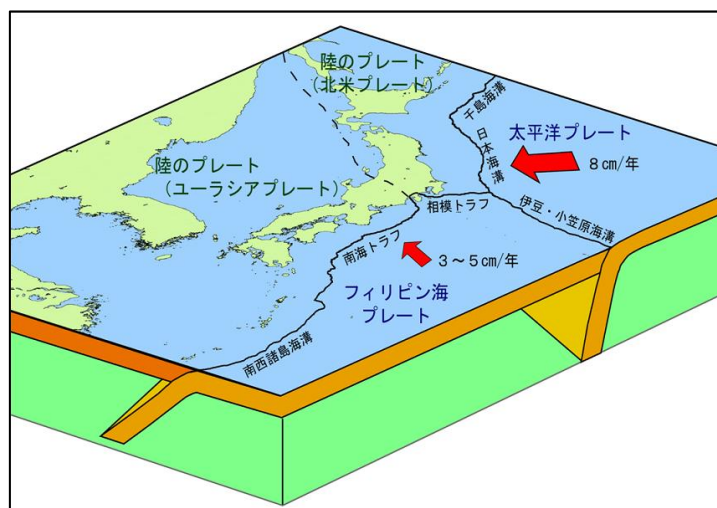 陸のプレート
(北米プレート)
千島海溝
日本海溝
太平洋プレート
8cm/年
陸のプレート
(ユーラシアプレート)
相模トラフ
伊豆・小笠原海溝
南海トラフ
3～5cm/年
フィリピン海
プレート
南西諸島海溝